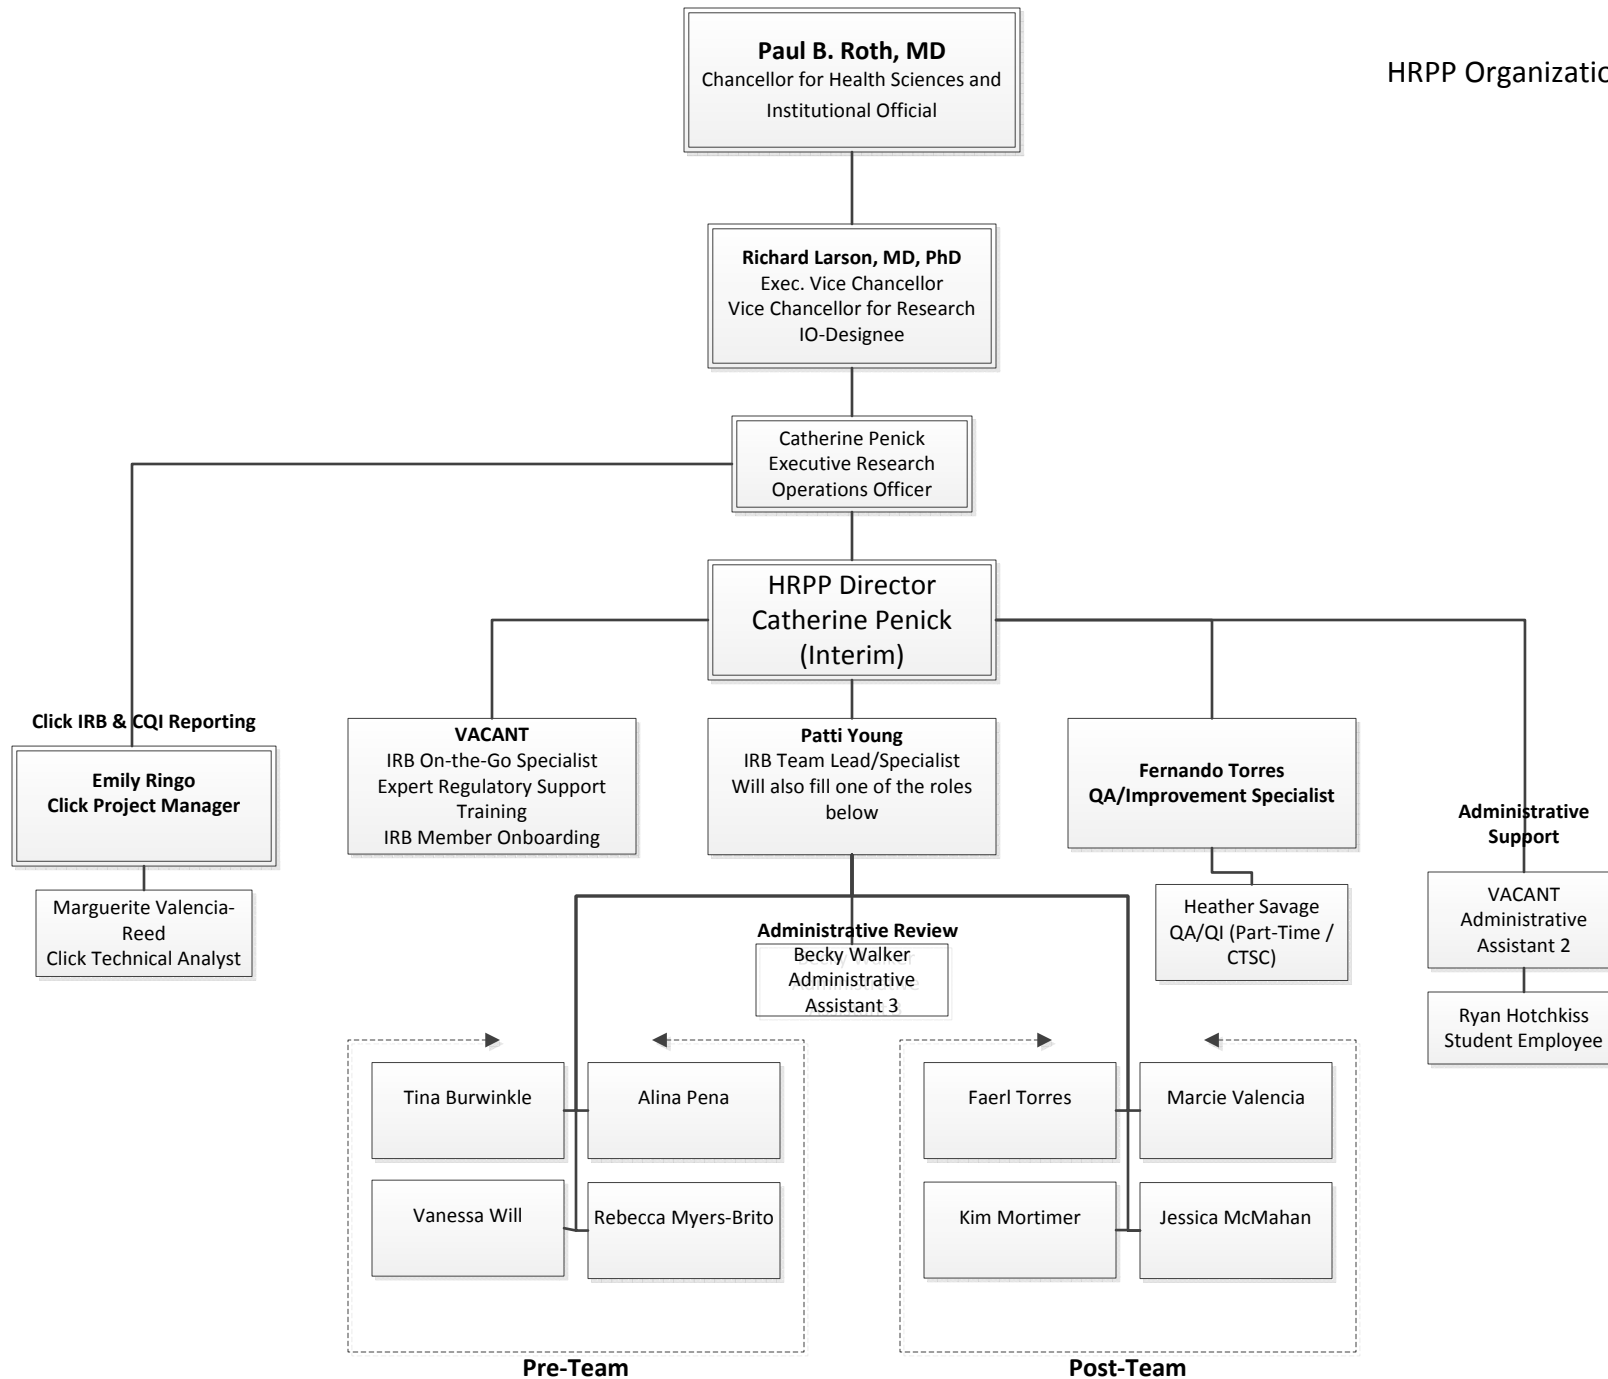 Paul B. Roth, MD
Chancellor for Health Sciences and
Institutional Official
HRPP Organizatio
Richard Larson, MD, PhD
Exec. Vice Chancellor
Vice Chancellor for Research
IO-Designee
Catherine Penick
Executive Research
Operations Officer
HRPP Director
Catherine Penick
(Interim)
Click IRB & CQI Reporting
Emily Ringo
Click Project Manager
Marguerite Valencia-
Reed
Click Technical Analyst
VACANT
IRB On-the-Go Specialist
Expert Regulatory Support
Training
IRB Member Onboarding
Patti Young
IRB Team Lead/Specialist
Will also fill one of the roles
below
Fernando Torres
QA/Improvement Specialist
Heather Savage
QA/QI (Part-Time /
CTSC)
Administrative
Support
VACANT
Administrative
Assistant 2
Ryan Hotchkiss
Student Employee
Administrative Review
Becky Walker
Administrative
Assistant 3
Tina Burwinkle
Alina Pena
Vanessa Will
Rebecca Myers-Brito
Pre-Team
Faerl Torres
Marcie Valencia
Kim Mortimer
Jessica McMahan
Post-Team